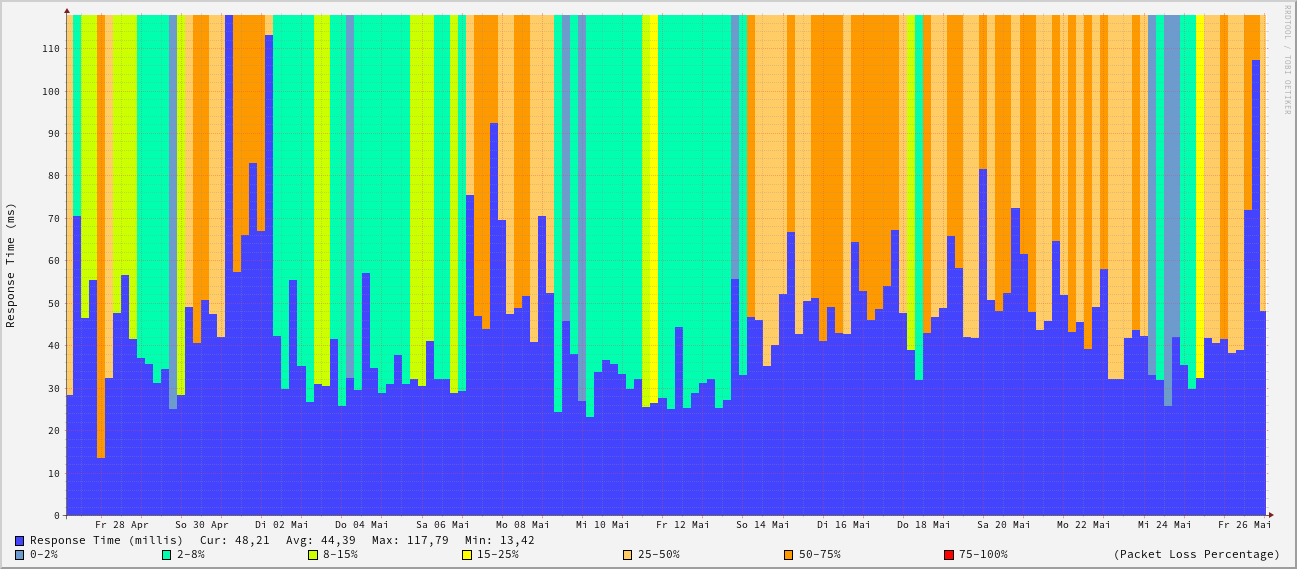 RRDTOOL / TOBI OETIKER
Response Time (ms)
110
100
90
80
70
60
50
40
30
20
10
0
Fr 28 Apr So 30 Apr Di 02 Mai Do 04 Mai Sa 06 Mai Mo 08 Mai Mi 10 Mai Fr 12 Mai So 14 Mai Di 16 Mai Do 18 Mai Sa 20 Mai Mo 22 Mai Mi 24 Mai Fr 26 Mai
Response Time (millis) Cur: 48,21 Avg: 44,39 Max: 117,79 Min: 13,42
0-2% 2-8% 8-15% 15-25% 25-50% 50-75% 75-100% (Packet Loss Percentage)